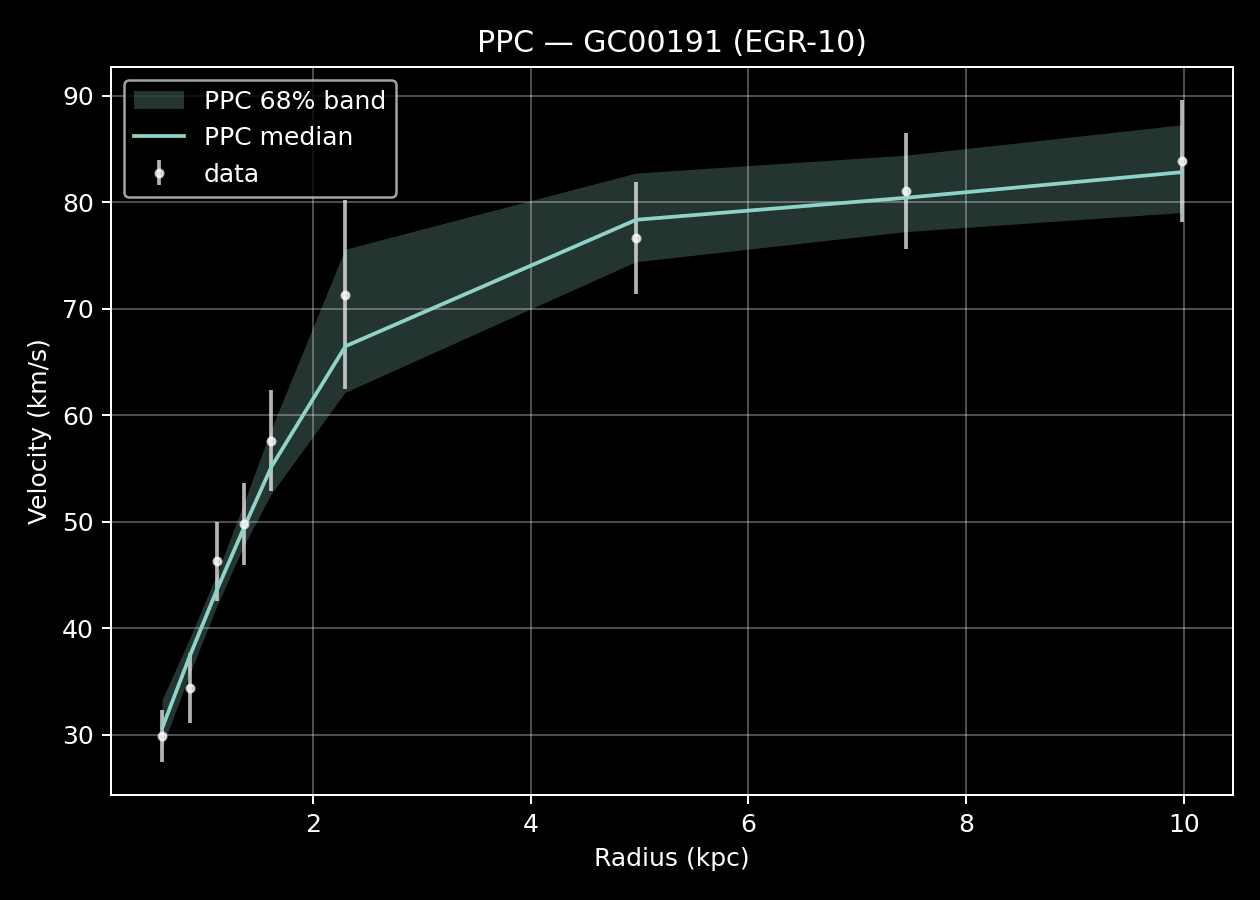 PPC — GC00191 (EGR-10)
PPC 68% band
PPC median
data
90
80
70
60
50
40
30
Velocity (km/s)
2
4
6
8
10
Radius (kpc)